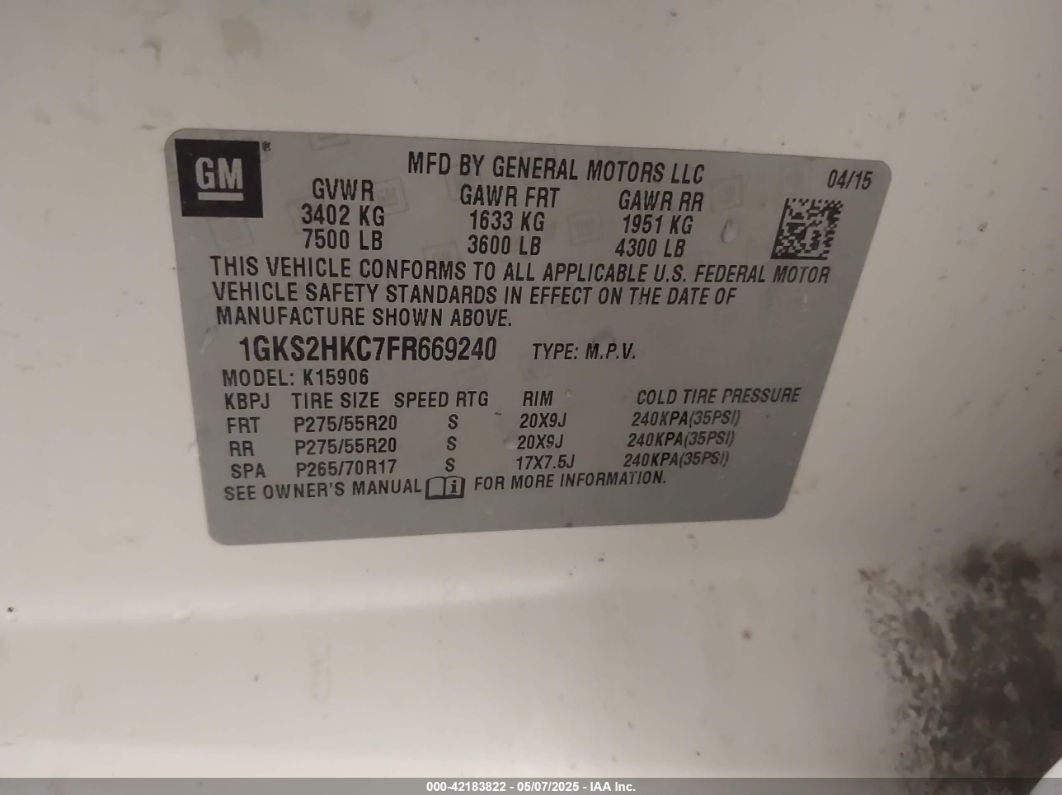 GM®
MFD BY GENERAL MOTORS LLC 04/15
GVWR GAWR FRT GAWR RR
3402 KG 1633 KG 1951 KG
7500 LB 3600 LB 4300 LB
THIS VEHICLE CONFORMS TO ALL APPLICABLE U.S. FEDERAL MOTOR
VEHICLE SAFETY STANDARDS IN EFFECT ON THE DATE OF
MANUFACTURE SHOWN ABOVE.
1GKS2HKC7FR669240 TYPE: M.P.V.
MODEL: K15906
KBPJ TIRE SIZE SPEED RTG RIM COLD TIRE PRESSURE
FRT P275/55R20 S 20X9J 240KPA(35PSI)
RR P275/55R20 S 20X9J 240KPA(35PSI)
SPA P265/70R17 S 17X7.5J 240KPA(35PSI)
SEE OWNER'S MANUAL i FOR MORE INFORMATION.
000-42183822 - 05/07/2025 - IAA Inc.